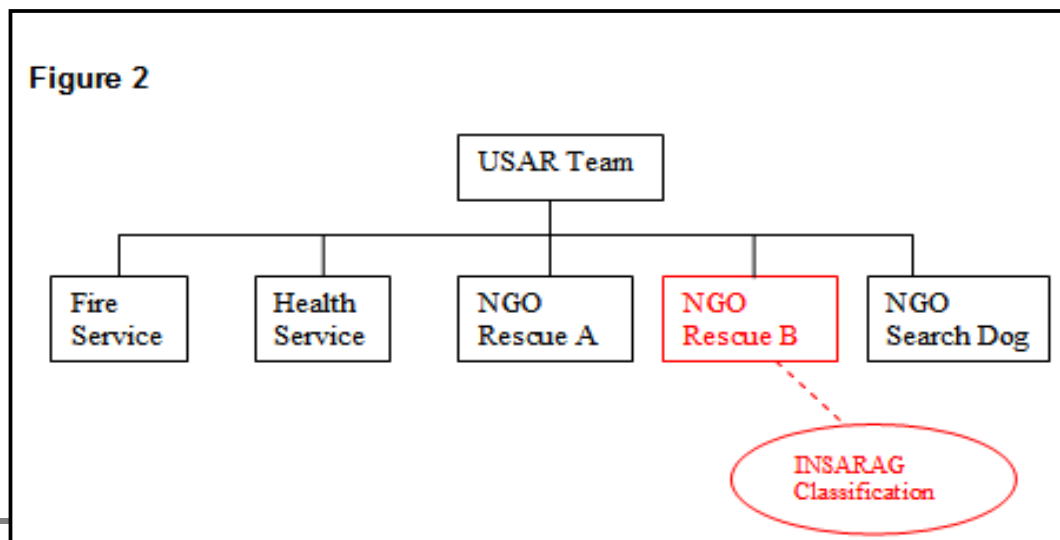 Figure 2
USAR Team
Fire
Service
Health
Service
NGO
Rescue A
NGO
Rescue B
NGO
Search Dog
INSARAG
Classification